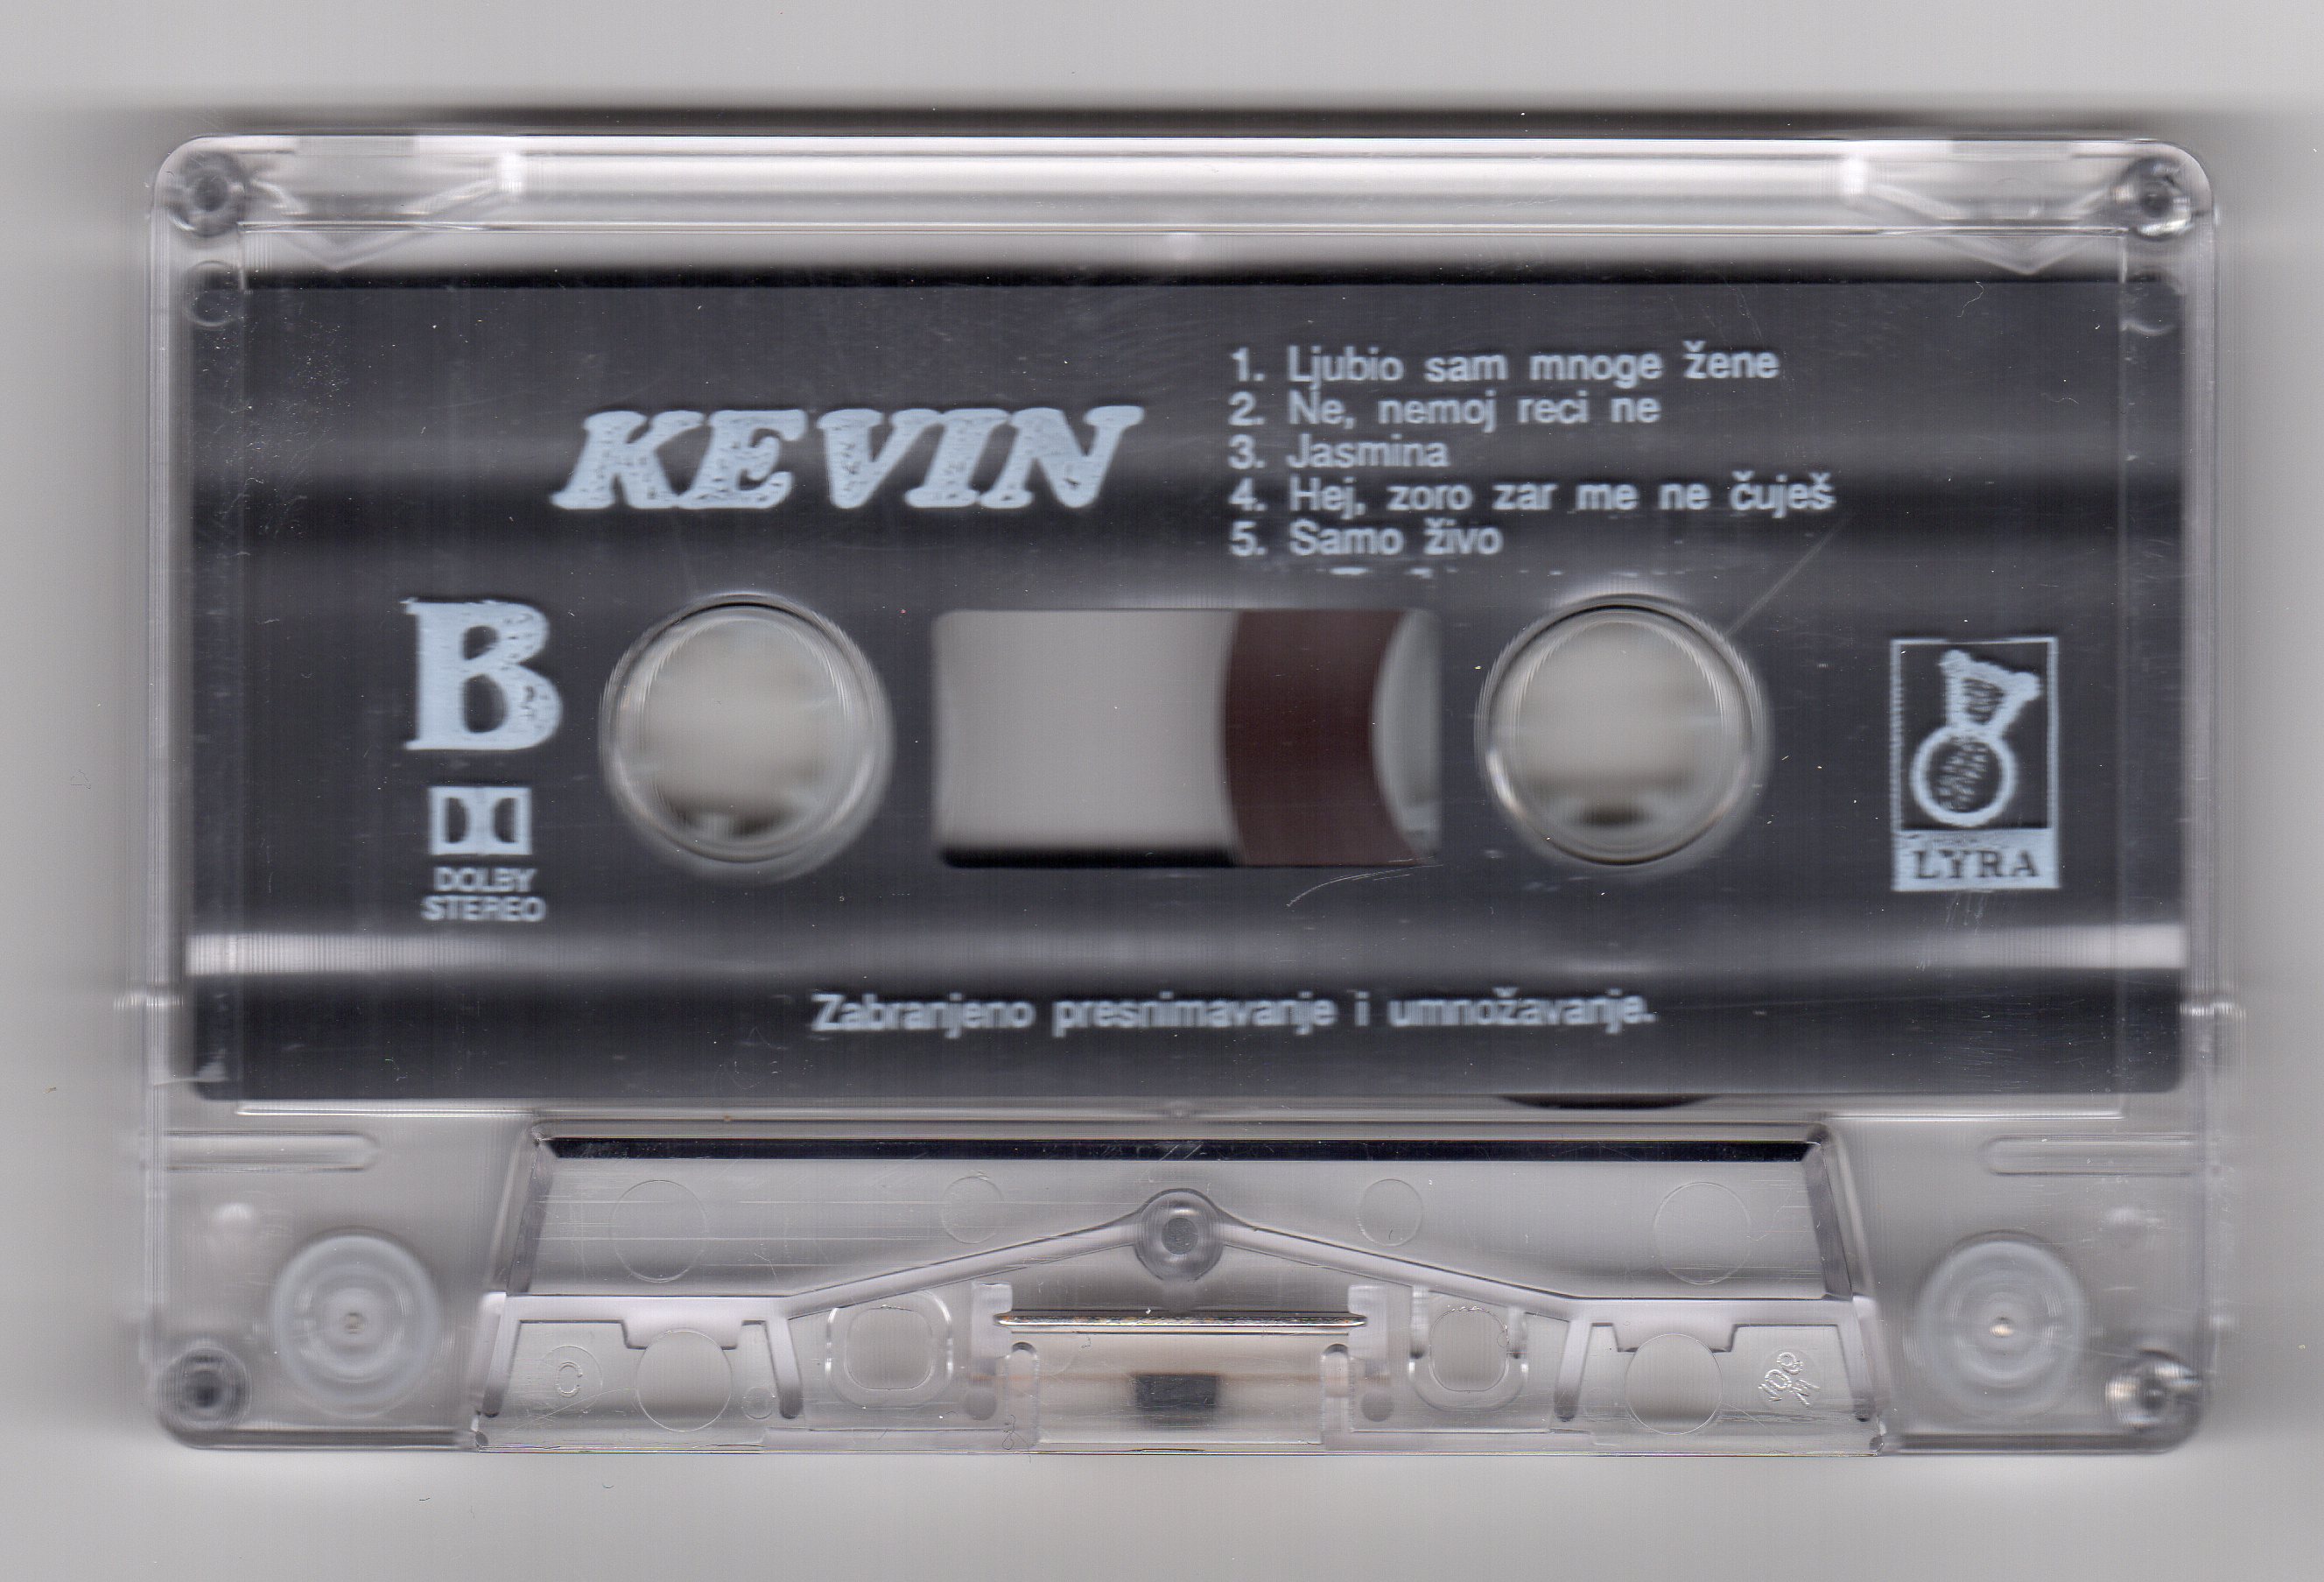 KEVIN
1. Ljubio sam mnoge žene
2. Ne, nemoj reci ne
3. Jasmina
4. Hej, zoro zar me ne čuješ
5. Samo živo
B
DOLBY
STEREO
LYRA
Zabranjeno presnimavanje i umnožavanje.